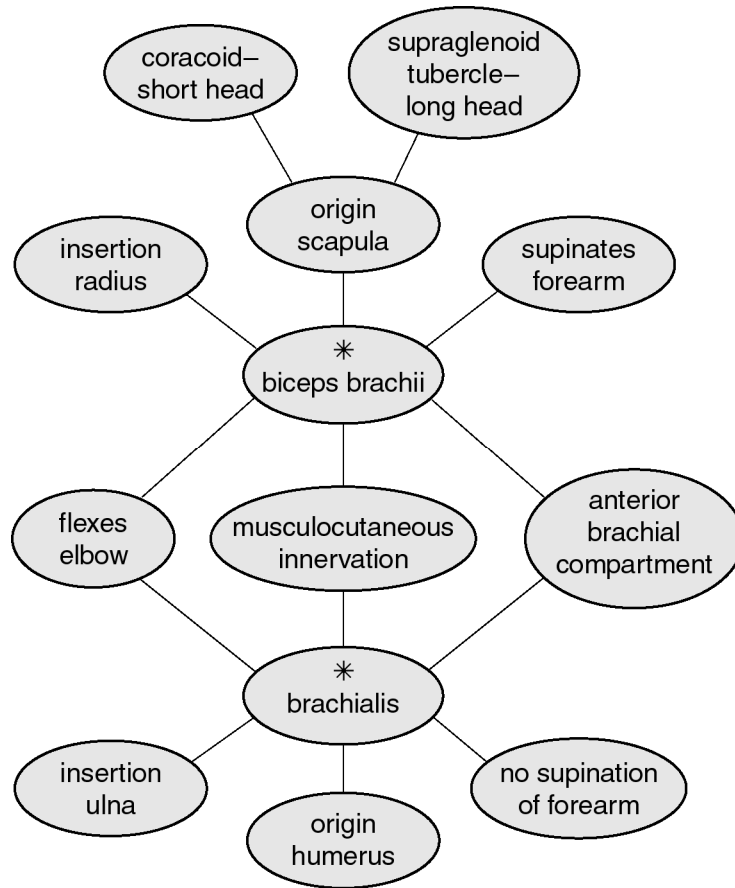 coracoid–
short head
supraglenoid
tubercle–
long head
origin
scapula
insertion
radius
supinates
forearm
*
biceps brachii
flexes
elbow
musculocutaneous
innervation
anterior
brachial
compartment
*
brachialis
insertion
ulna
origin
humerus
no supination
of forearm